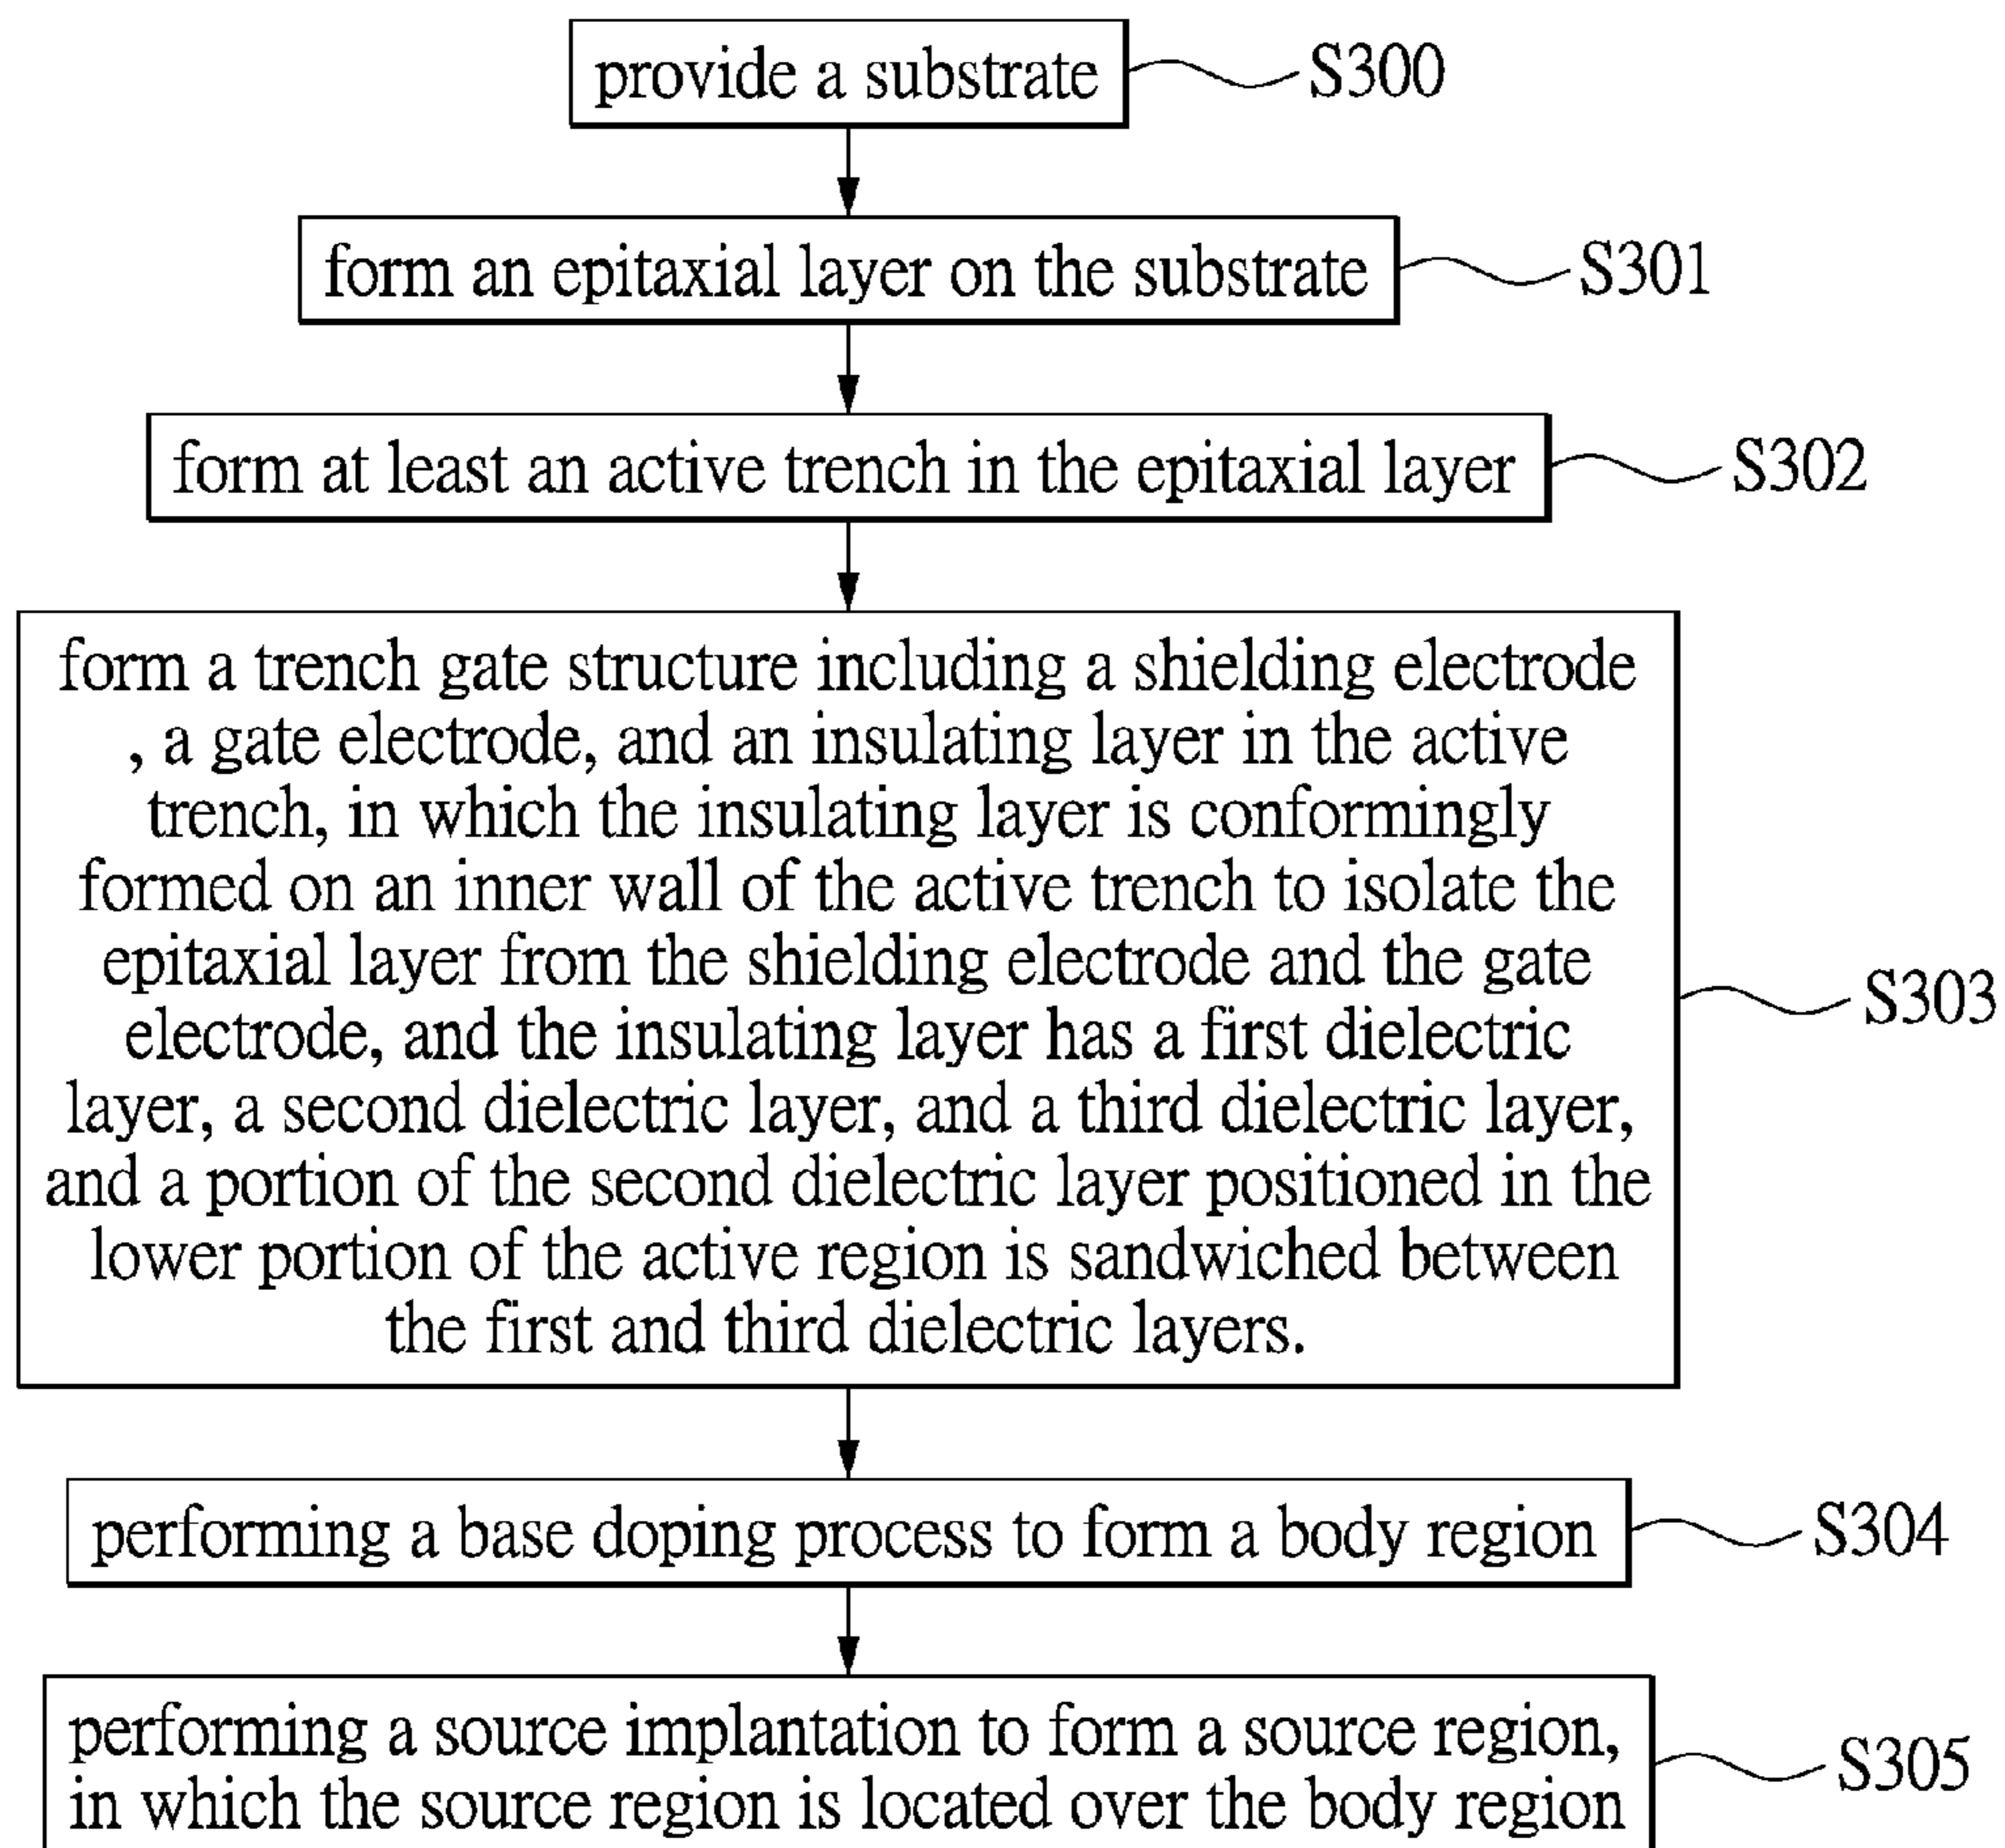 provide a substrate
S300
form an epitaxial layer on the substrate
S301
form at least an active trench in the epitaxial layer
S302
form a trench gate structure including a shielding electrode
, a gate electrode, and an insulating layer in the active
trench, in which the insulating layer is conformingly
formed on an inner wall of the active trench to isolate the
epitaxial layer from the shielding electrode and the gate
electrode, and the insulating layer has a first dielectric
layer, a second dielectric layer, and a third dielectric layer,
and a portion of the second dielectric layer positioned in the
lower portion of the active region is sandwiched between
the first and third dielectric layers.
S303
performing a base doping process to form a body region
S304
performing a source implantation to form a source region,
in which the source region is located over the body region
S305